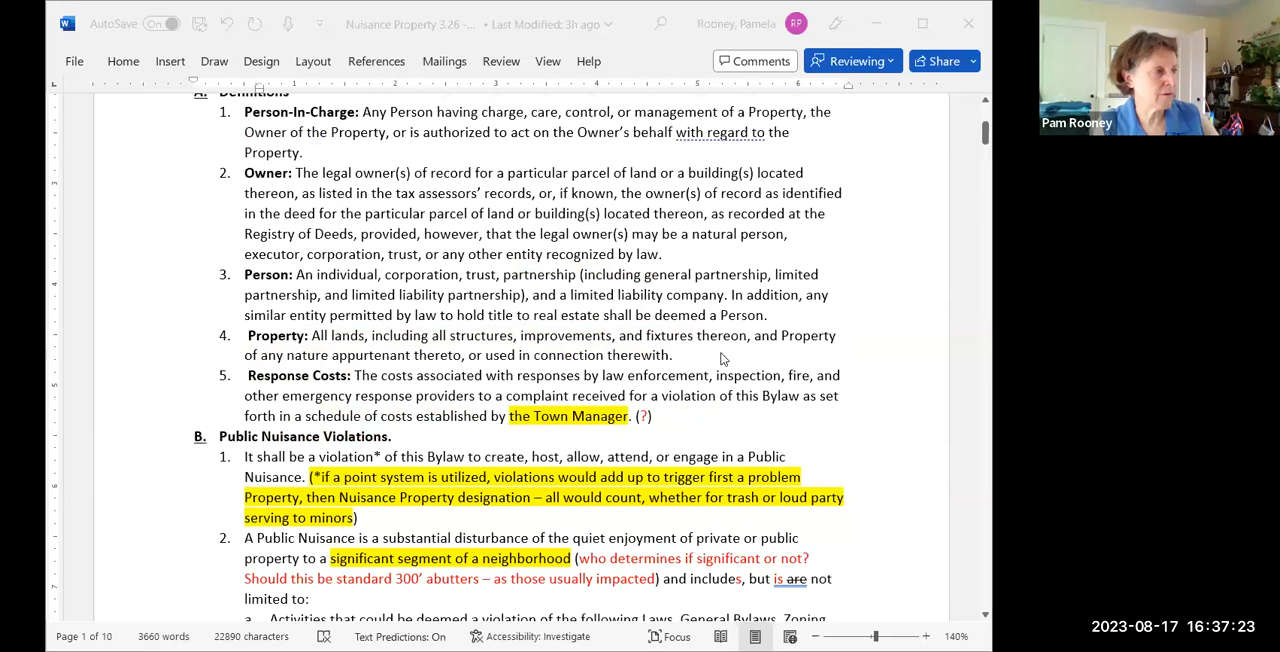 AutoSave On Nuisance Property 3.26 -... • Last Modified: 3h ago Rooney, Pamela RP
File Home Insert Draw Design Layout References Mailings Review View Help Comments Reviewing Share
A. Definitions
1. Person-In-Charge: Any Person having charge, care, control, or management of a Property, the
Owner of the Property, or is authorized to act on the Owner's behalf with regard to the
Property.
2. Owner: The legal owner(s) of record for a particular parcel of land or a building(s) located
thereon, as listed in the tax assessors' records, or, if known, the owner(s) of record as identified
in the deed for the particular parcel of land or building(s) located thereon, as recorded at the
Registry of Deeds, provided, however, that the legal owner(s) may be a natural person,
executor, corporation, trust, or any other entity recognized by law.
3. Person: An individual, corporation, trust, partnership (including general partnership, limited
partnership, and limited liability partnership), and a limited liability company. In addition, any
similar entity permitted by law to hold title to real estate shall be deemed a Person.
4. Property: All lands, including all structures, improvements, and fixtures thereon, and Property
of any nature appurtenant thereto, or used in connection therewith.
5. Response Costs: The costs associated with responses by law enforcement, inspection, fire, and
other emergency response providers to a complaint received for a violation of this Bylaw as set
forth in a schedule of costs established by the Town Manager. (?)
B. Public Nuisance Violations.
1. It shall be a violation* of this Bylaw to create, host, allow, attend, or engage in a Public
Nuisance. (*if a point system is utilized, violations would add up to trigger first a problem
Property, then Nuisance Property designation – all would count, whether for trash or loud party
serving to minors)
2. A Public Nuisance is a substantial disturbance of the quiet enjoyment of private or public
property to a significant segment of a neighborhood (who determines if significant or not?
Should this be standard 300' abutters – as those usually impacted) and includes, but is are not
limited to:
a. Activities that could be deemed a violation of the following Laws, General Bylaws, Zoning
Page 1 of 10 3660 words 22890 characters Text Predictions: On Accessibility: Investigate Focus 140%
Pam Rooney
2023-08-17 16:37:23